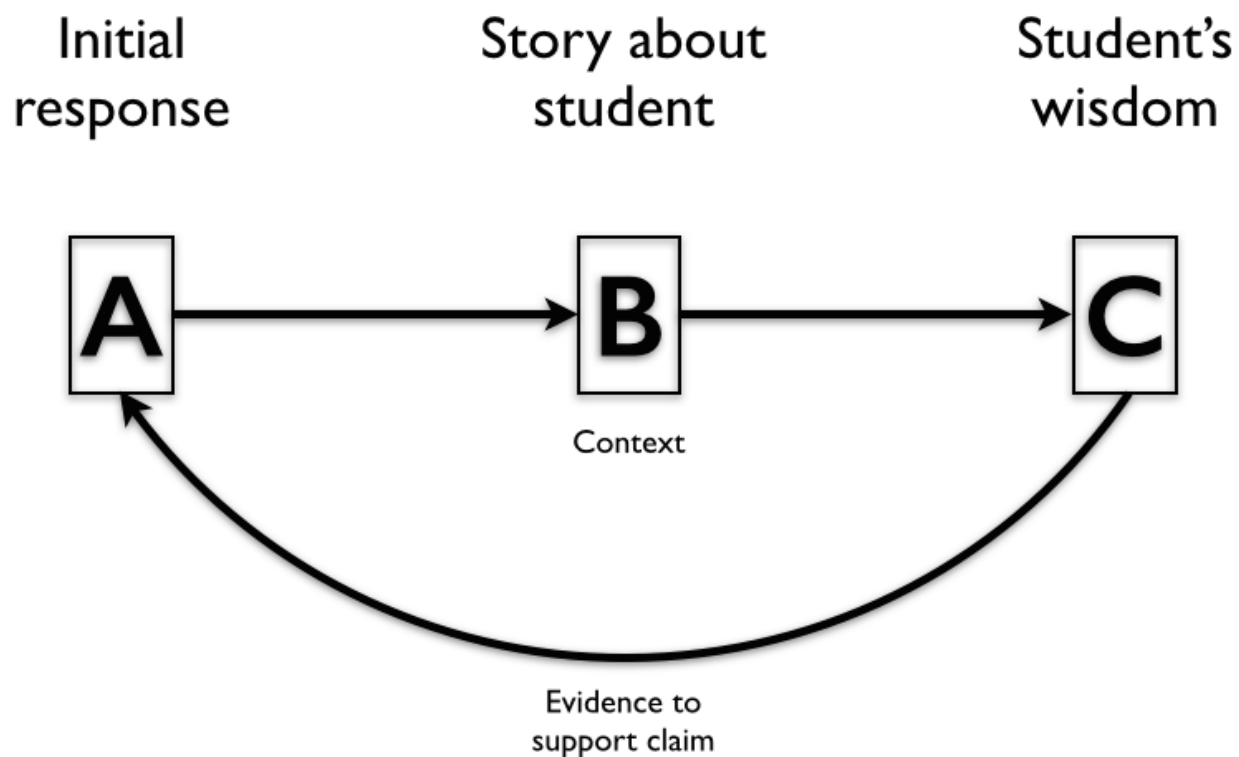 Initial
response
Story about
student
Student’s
wisdom
A
B
C
Context
Evidence to
support claim